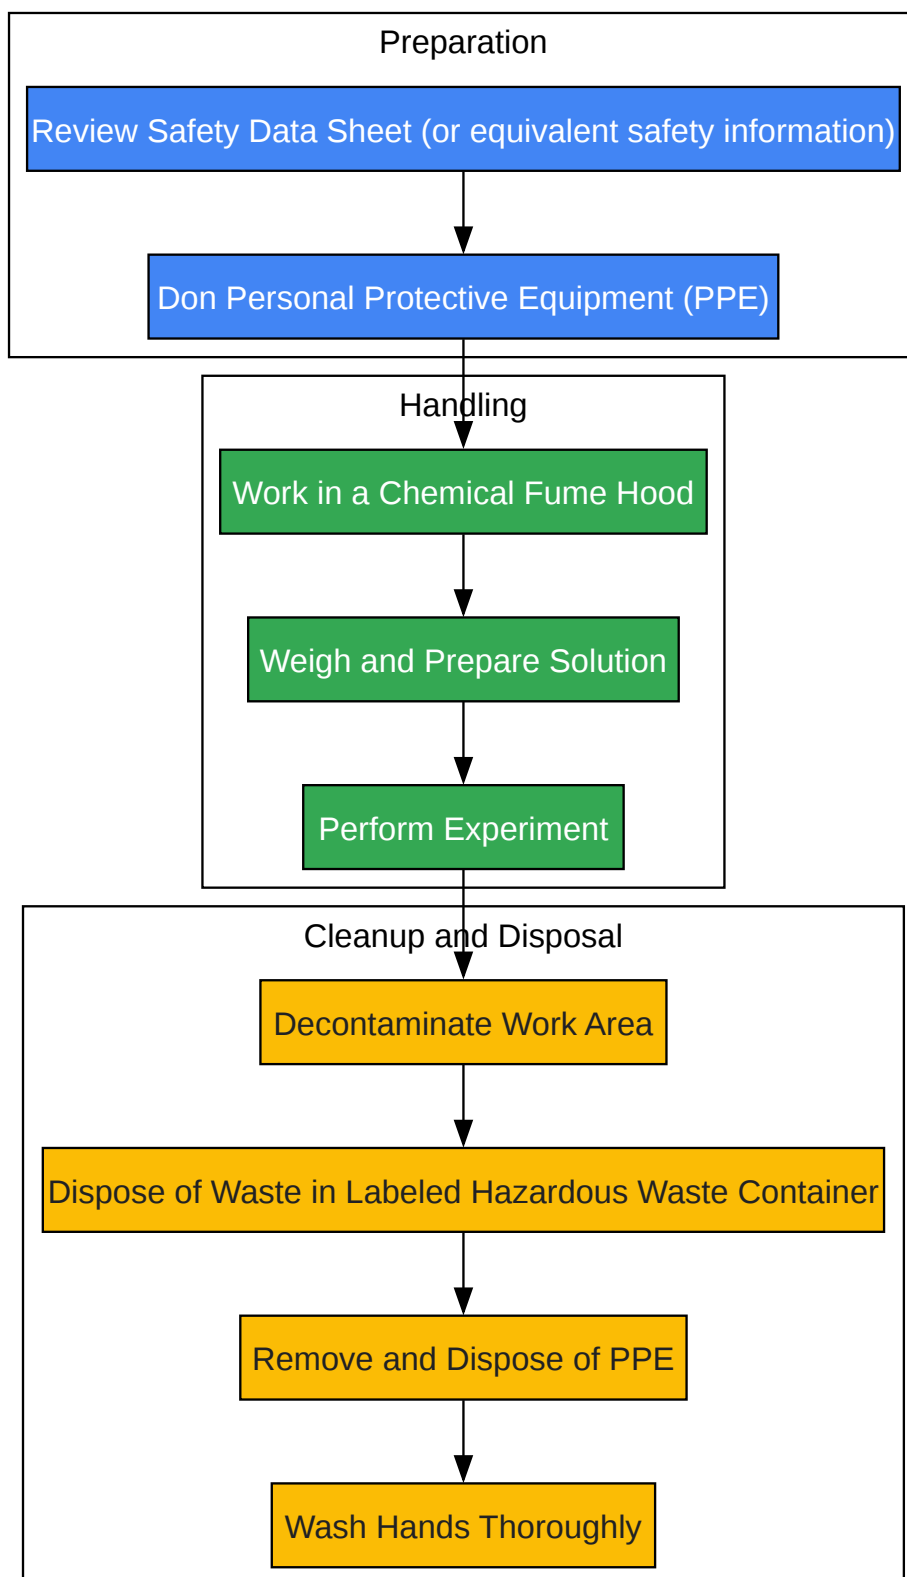 Preparation
Review Safety Data Sheet (or equivalent safety information)
Don Personal Protective Equipment (PPE)
Handling
Work in a Chemical Fume Hood
Weigh and Prepare Solution
Perform Experiment
Cleanup and Disposal
Decontaminate Work Area
Dispose of Waste in Labeled Hazardous Waste Container
Remove and Dispose of PPE
Wash Hands Thoroughly